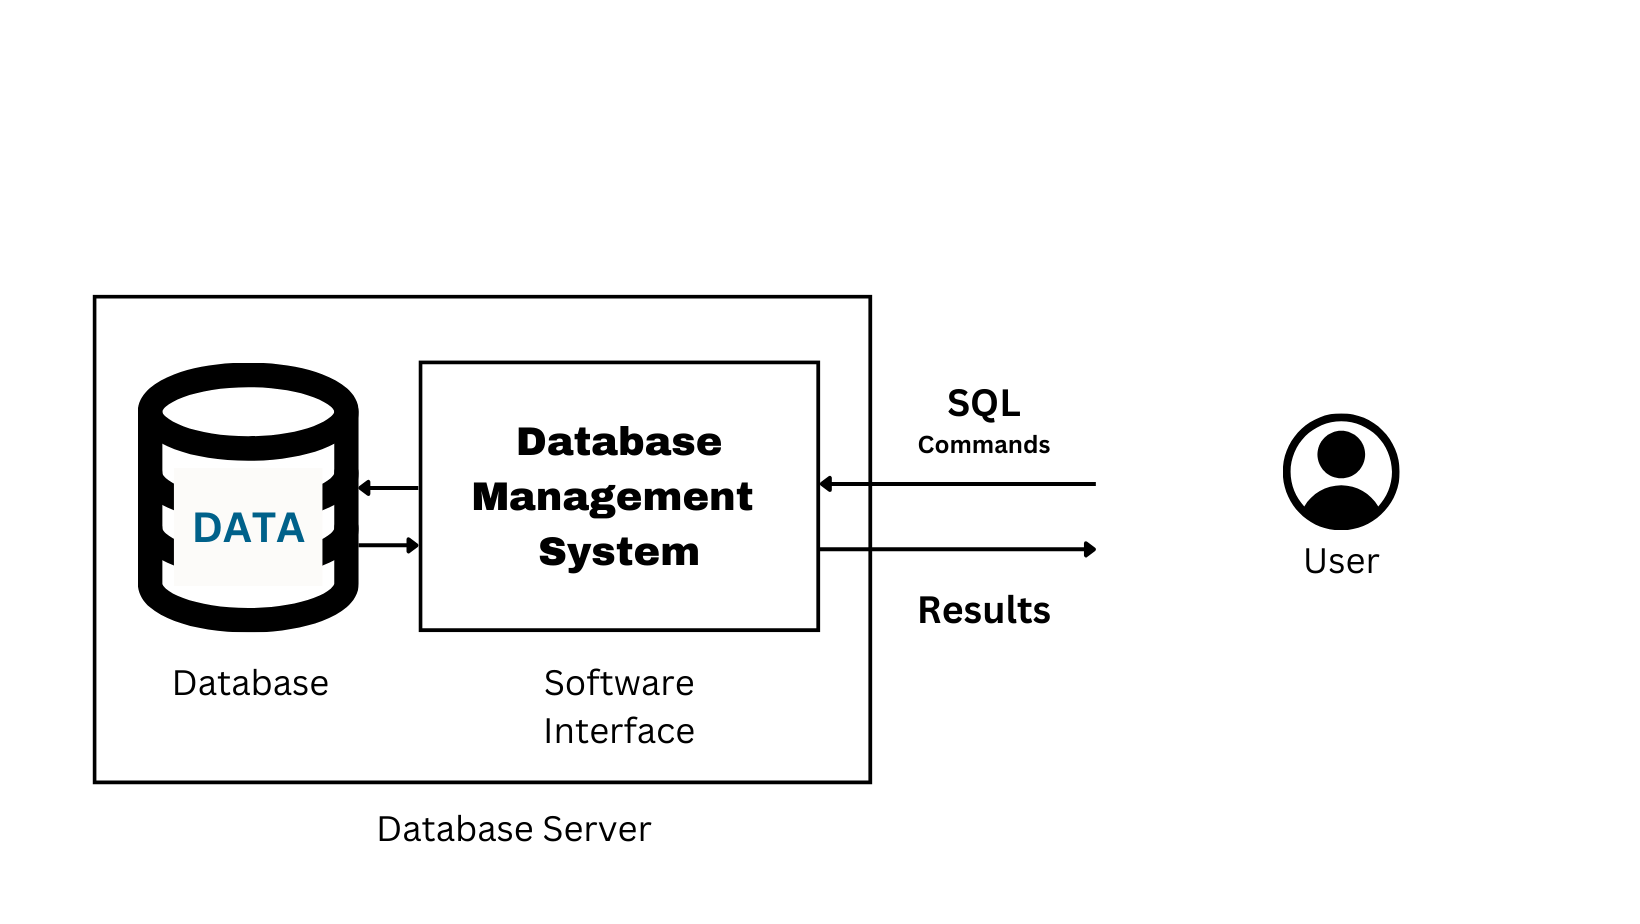 DATA
Database
Management
System
SQL
Commands
Results
User
Database
Software
Interface
Database Server